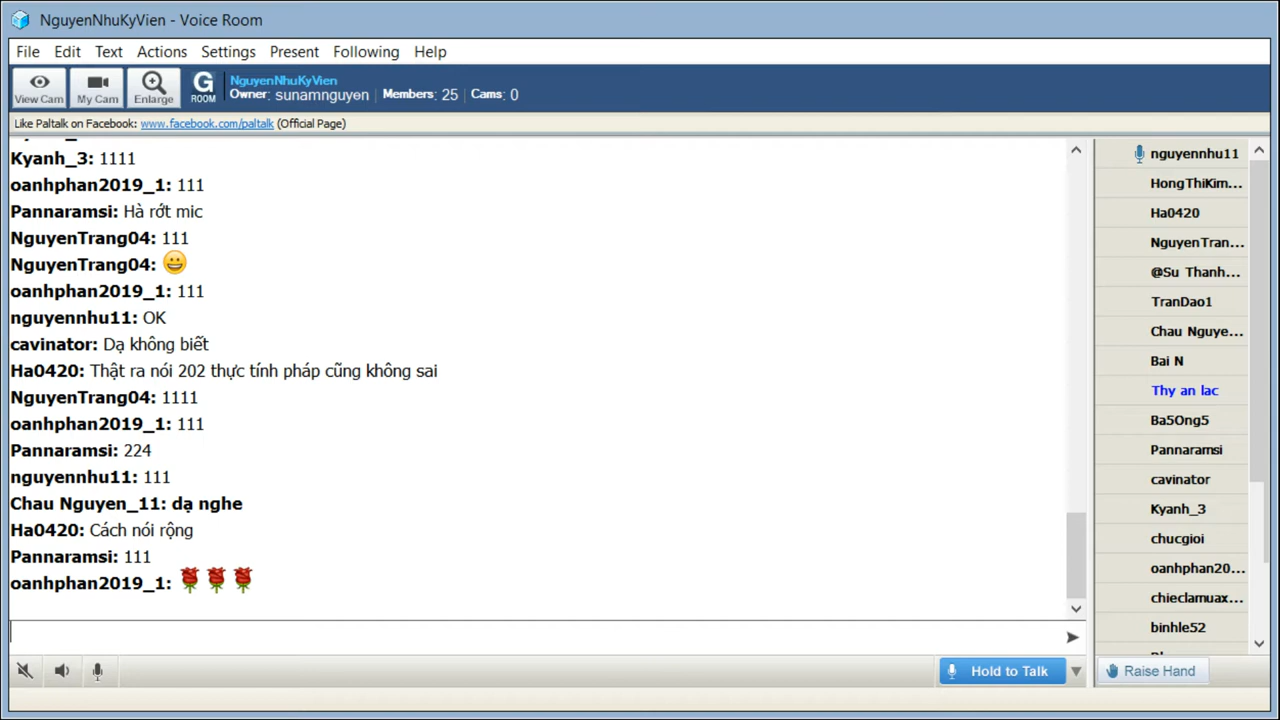 NguyenNhuKyVien - Voice Room
File Edit Text Actions Settings Present Following Help
View Cam My Cam Enlarge G ROOM
NguyenNhuKyVien
Owner: sunamnguyen Members: 25 Cams: 0
Like Paltalk on Facebook: www.facebook.com/paltalk (Official Page)
Kyanh_3: 1111
oanhphan2019_1: 111
Pannaramsi: Hà rớt mic
NguyenTrang04: 111
NguyenTrang04: 😀
oanhphan2019_1: 111
nguyennhu11: OK
cavinator: Dạ không biết
Ha0420: Thật ra nói 202 thực tính pháp cũng không sai
NguyenTrang04: 1111
oanhphan2019_1: 111
Pannaramsi: 224
nguyennhu11: 111
Chau Nguyen_11: dạ nghe
Ha0420: Cách nói rộng
Pannaramsi: 111
oanhphan2019_1: 🌹🌹🌹
nguyennhu11
HongThiKim...
Ha0420
NguyenTran...
@Su Thanh...
TranDao1
Chau Nguye...
Bai N
Thy an lac
Ba5Ong5
Pannaramsi
cavinator
Kyanh_3
chucgioi
oanhphan20...
chieclamuax...
binhle52
Hold to Talk
Raise Hand